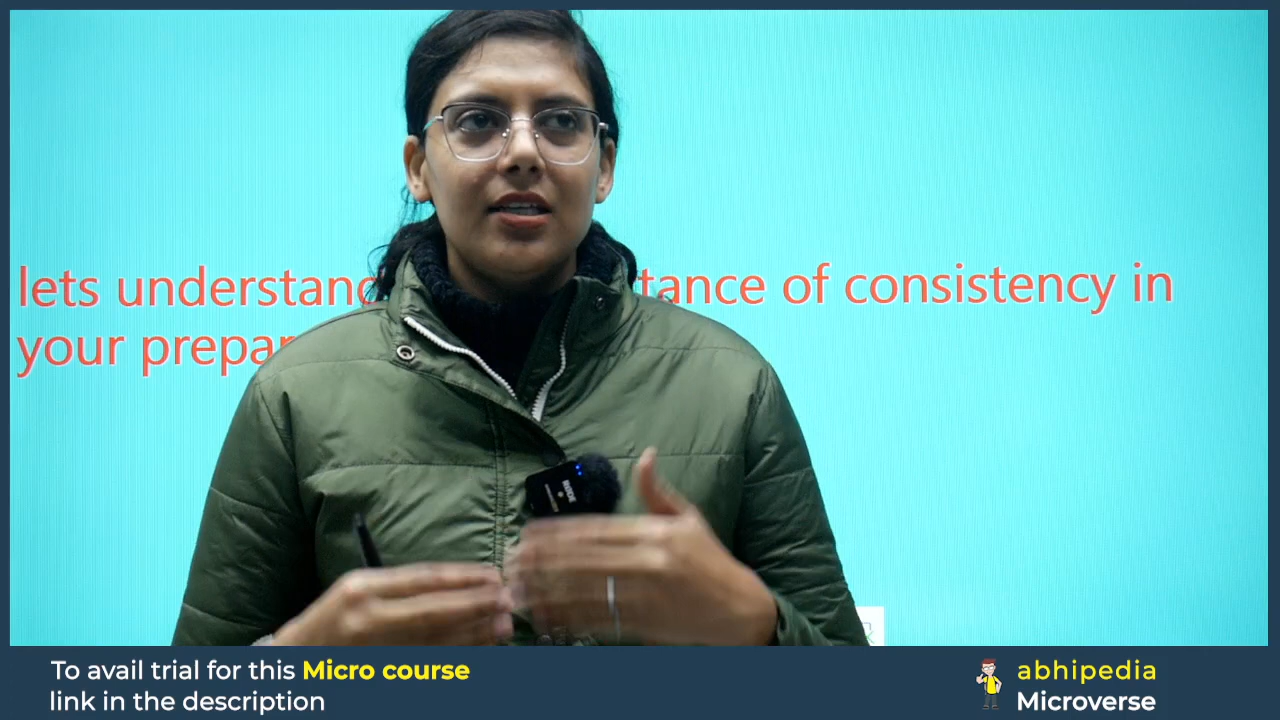 lets understand tance of consistency in
your prepar
RODE
To avail trial for this Micro course
link in the description
abhipedia
Microverse